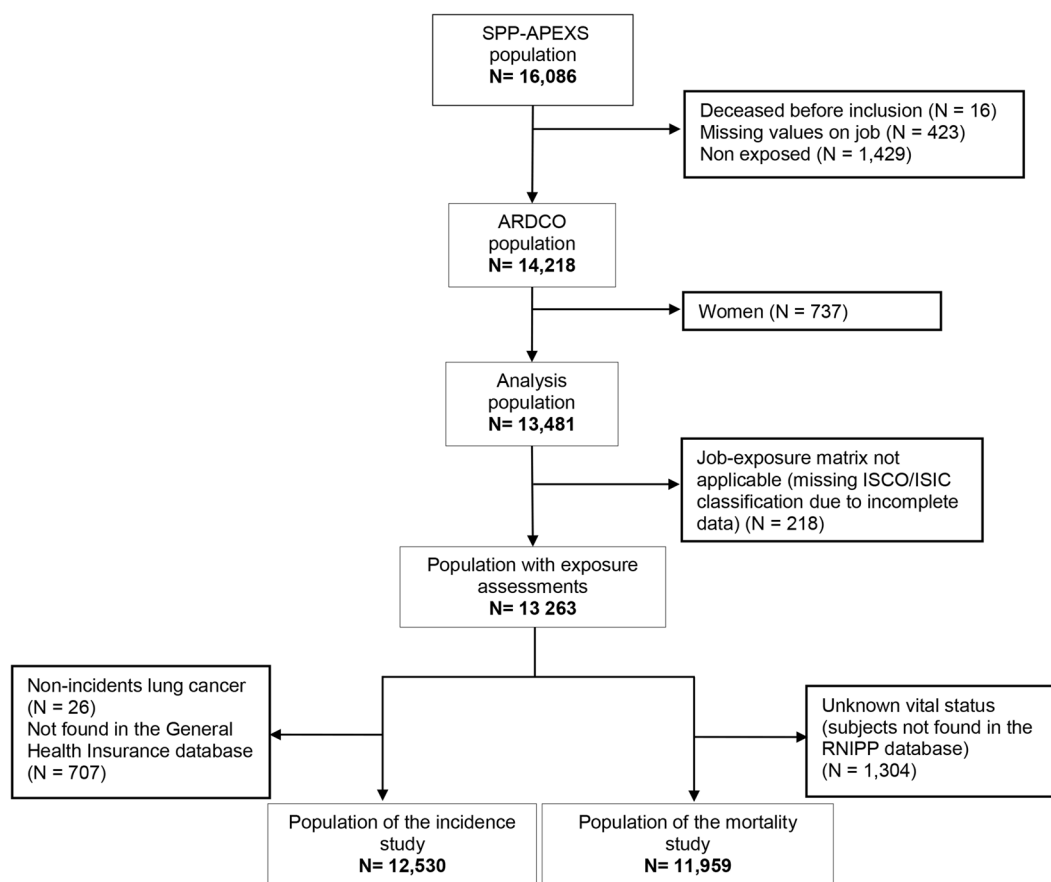 SPP-APEXS
population
N= 16,086
Deceased before inclusion (N = 16)
Missing values on job (N = 423)
Non exposed (N = 1,429)
ARDCO
population
N= 14,218
Women (N = 737)
Analysis
population
N= 13,481
Job-exposure matrix not
applicable (missing ISCO/ISIC
classification due to incomplete
data) (N = 218)
Population with exposure
assessments
N= 13 263
Non-incidents lung cancer
(N = 26)
Not found in the General
Health Insurance database
(N = 707)
Unknown vital status
(subjects not found in the
RNIPP database)
(N = 1,304)
Population of the incidence
study
N= 12,530
Population of the mortality
study
N= 11,959